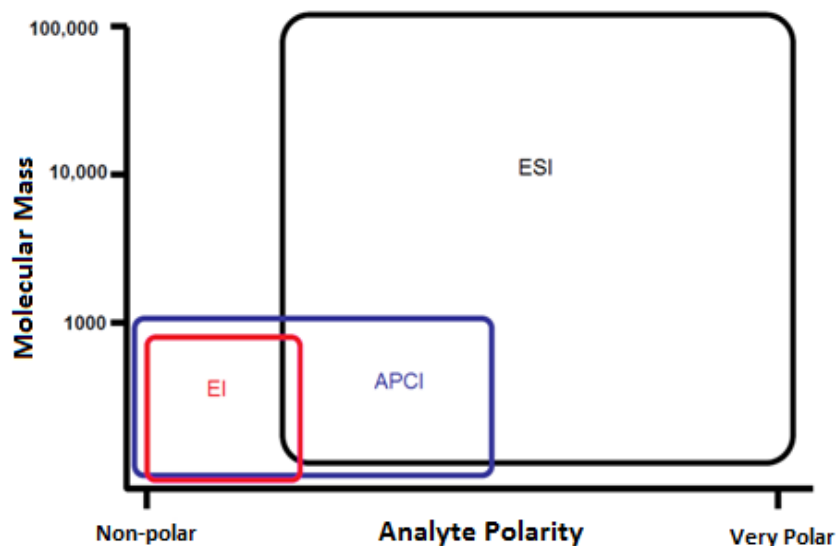 100,000
ESI
10,000
Molecular Mass
1000
EI
APCI
Non-polar
Analyte Polarity
Very Polar